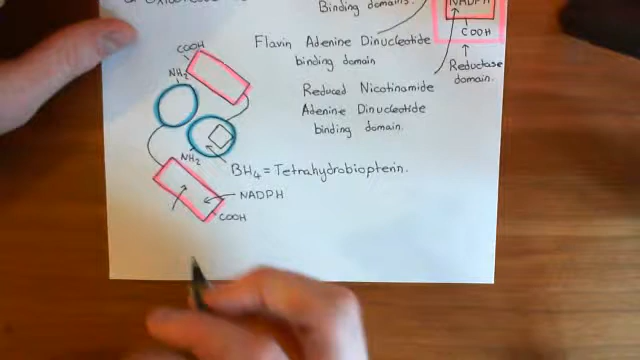 Binding domains.
NADPH
COOH
Reductase
domain.
Flavin Adenine Dinucleotide
binding domain
Reduced Nicotinamide
Adenine Dinucleotide
binding domain.
COOH
NH2
NH2
BH4 = Tetrahydrobiopterin.
NADPH
COOH